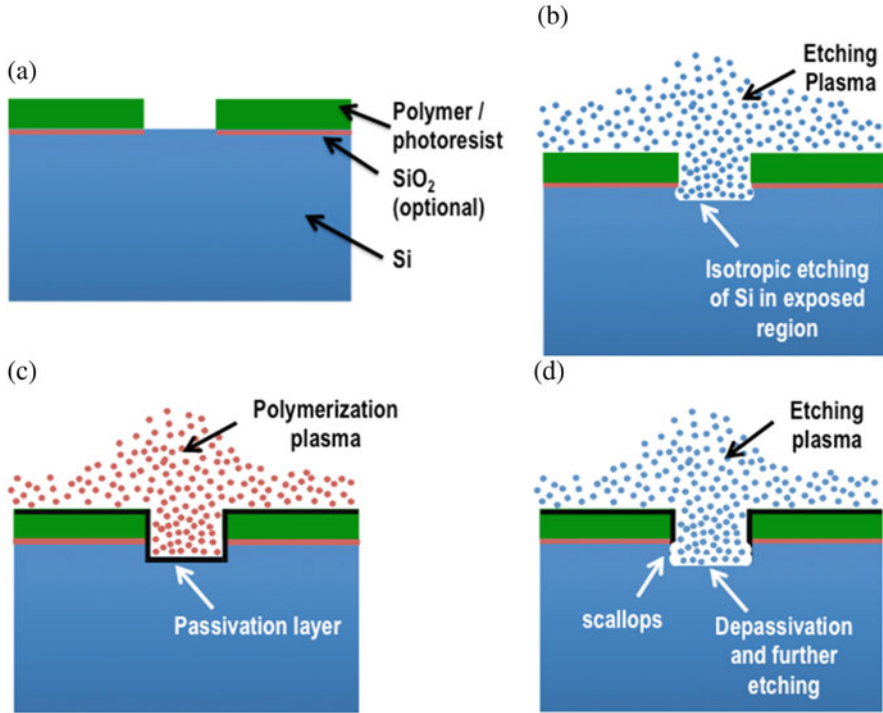 (a)
Polymer /
photoresist
SiO₂
(optional)
Si
(b)
Etching
Plasma
Isotropic etching
of Si in exposed
region
(c)
Polymerization
plasma
Passivation layer
(d)
Etching
plasma
scallops
Depassivation
and further
etching